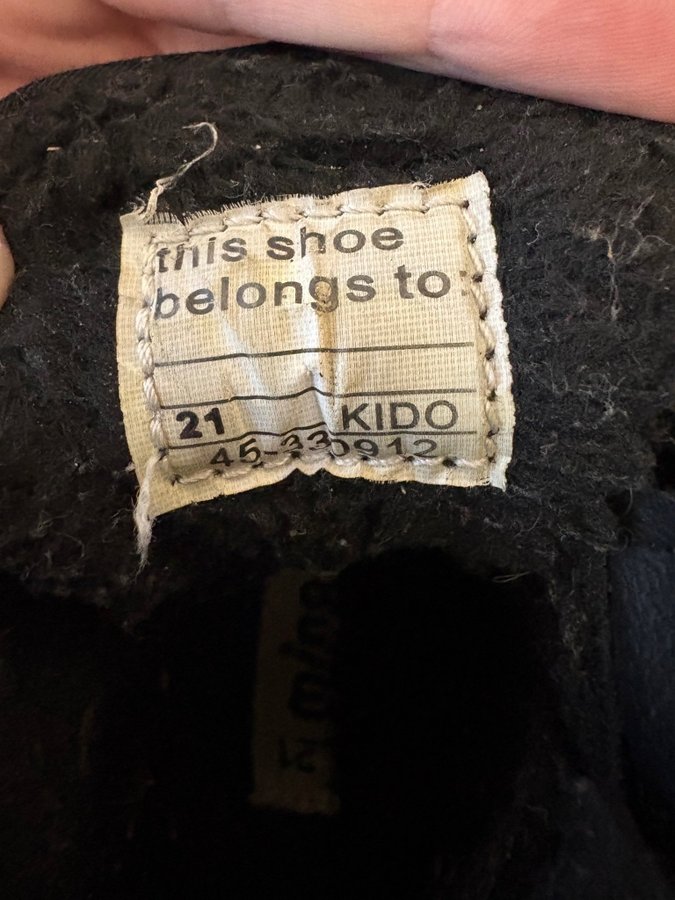 this shoe
belongs to:
21 KIDO
45-330912